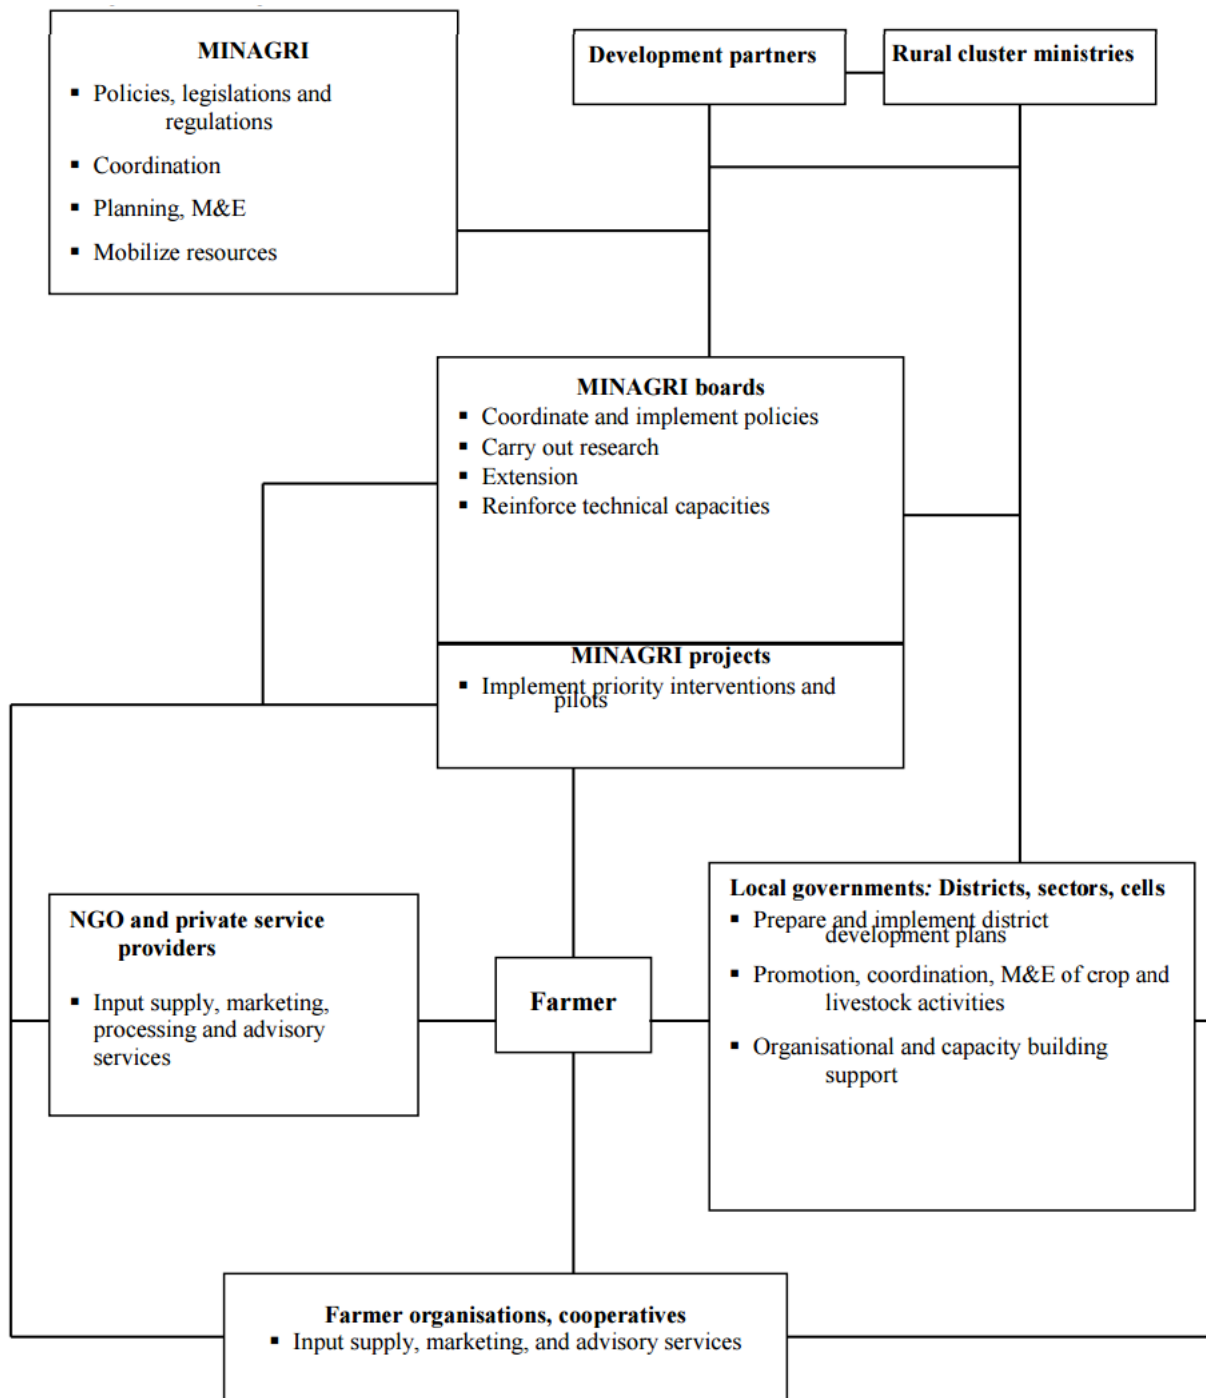 MINAGRI
▪ Policies, legislations and
regulations
▪ Coordination
▪ Planning, M&E
▪ Mobilize resources
Development partners
Rural cluster ministries
MINAGRI boards
▪ Coordinate and implement policies
▪ Carry out research
▪ Extension
▪ Reinforce technical capacities
MINAGRI projects
▪ Implement priority interventions and
pilots
NGO and private service
providers
▪ Input supply, marketing,
processing and advisory
services
Farmer
Local governments: Districts, sectors, cells
▪ Prepare and implement district
development plans
▪ Promotion, coordination, M&E of crop and
livestock activities
▪ Organisational and capacity building
support
Farmer organisations, cooperatives
▪ Input supply, marketing, and advisory services